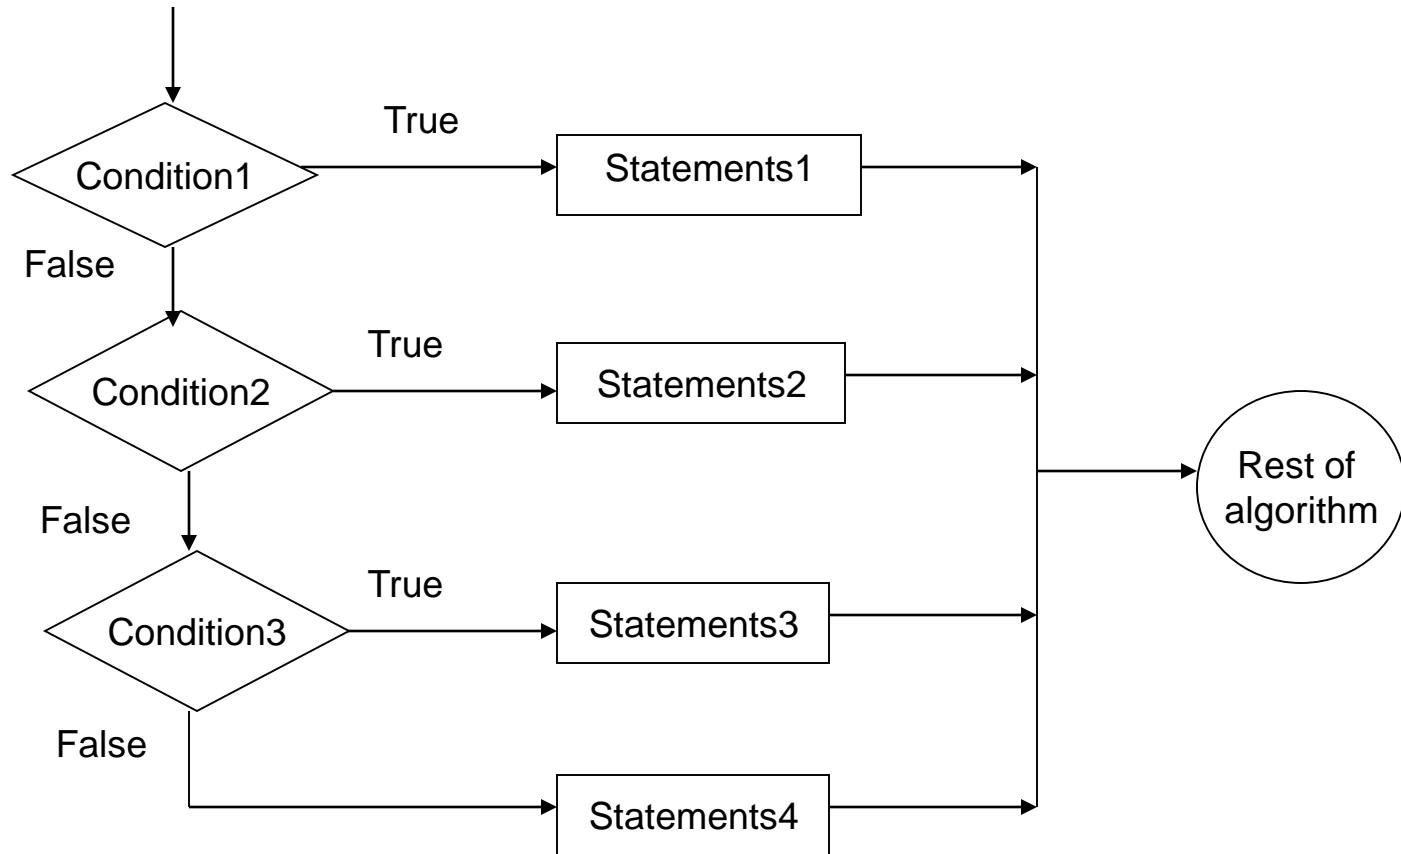 True
Condition1
Statements1
False
True
Condition2
Statements2
Rest of
algorithm
False
True
Condition3
Statements3
False
Statements4